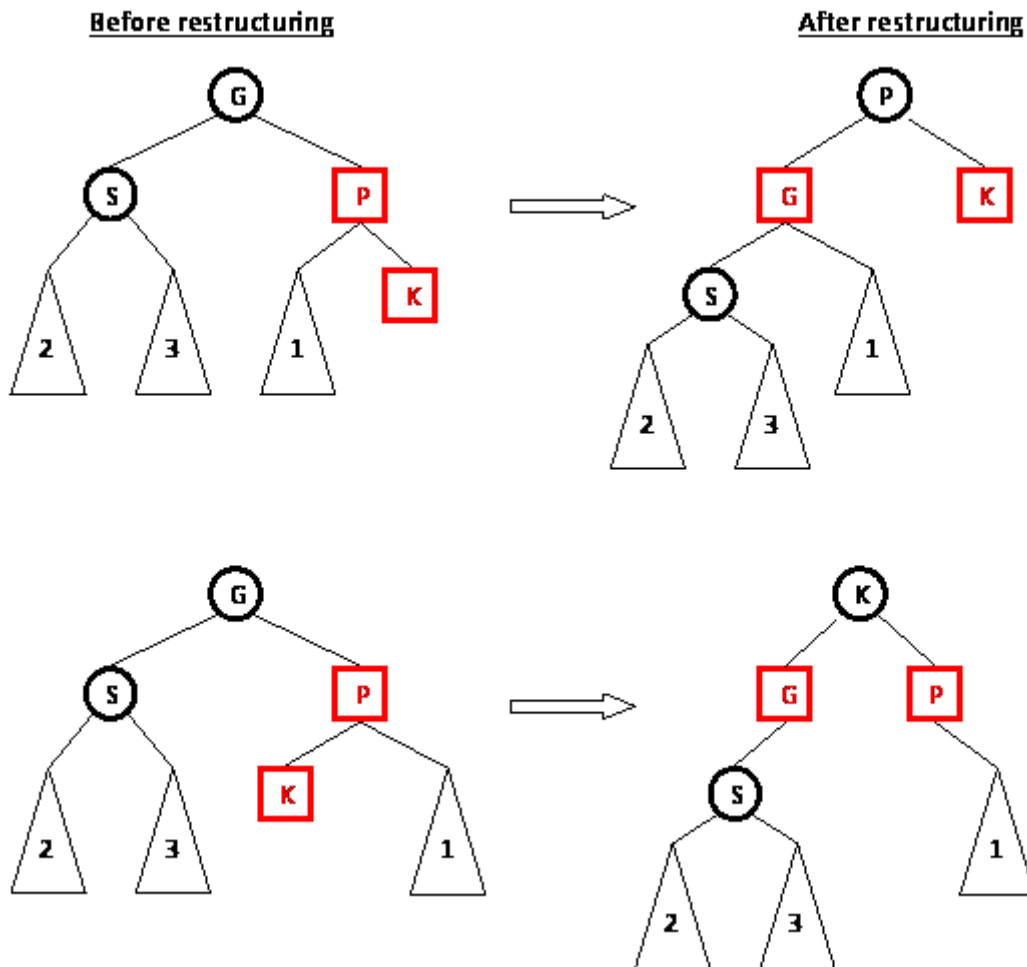 Before restructuring After restructuring
G P
S P G K
K S
2 3 1 1
2 3
G K
S P G P
K S
2 3 1 1
2 3